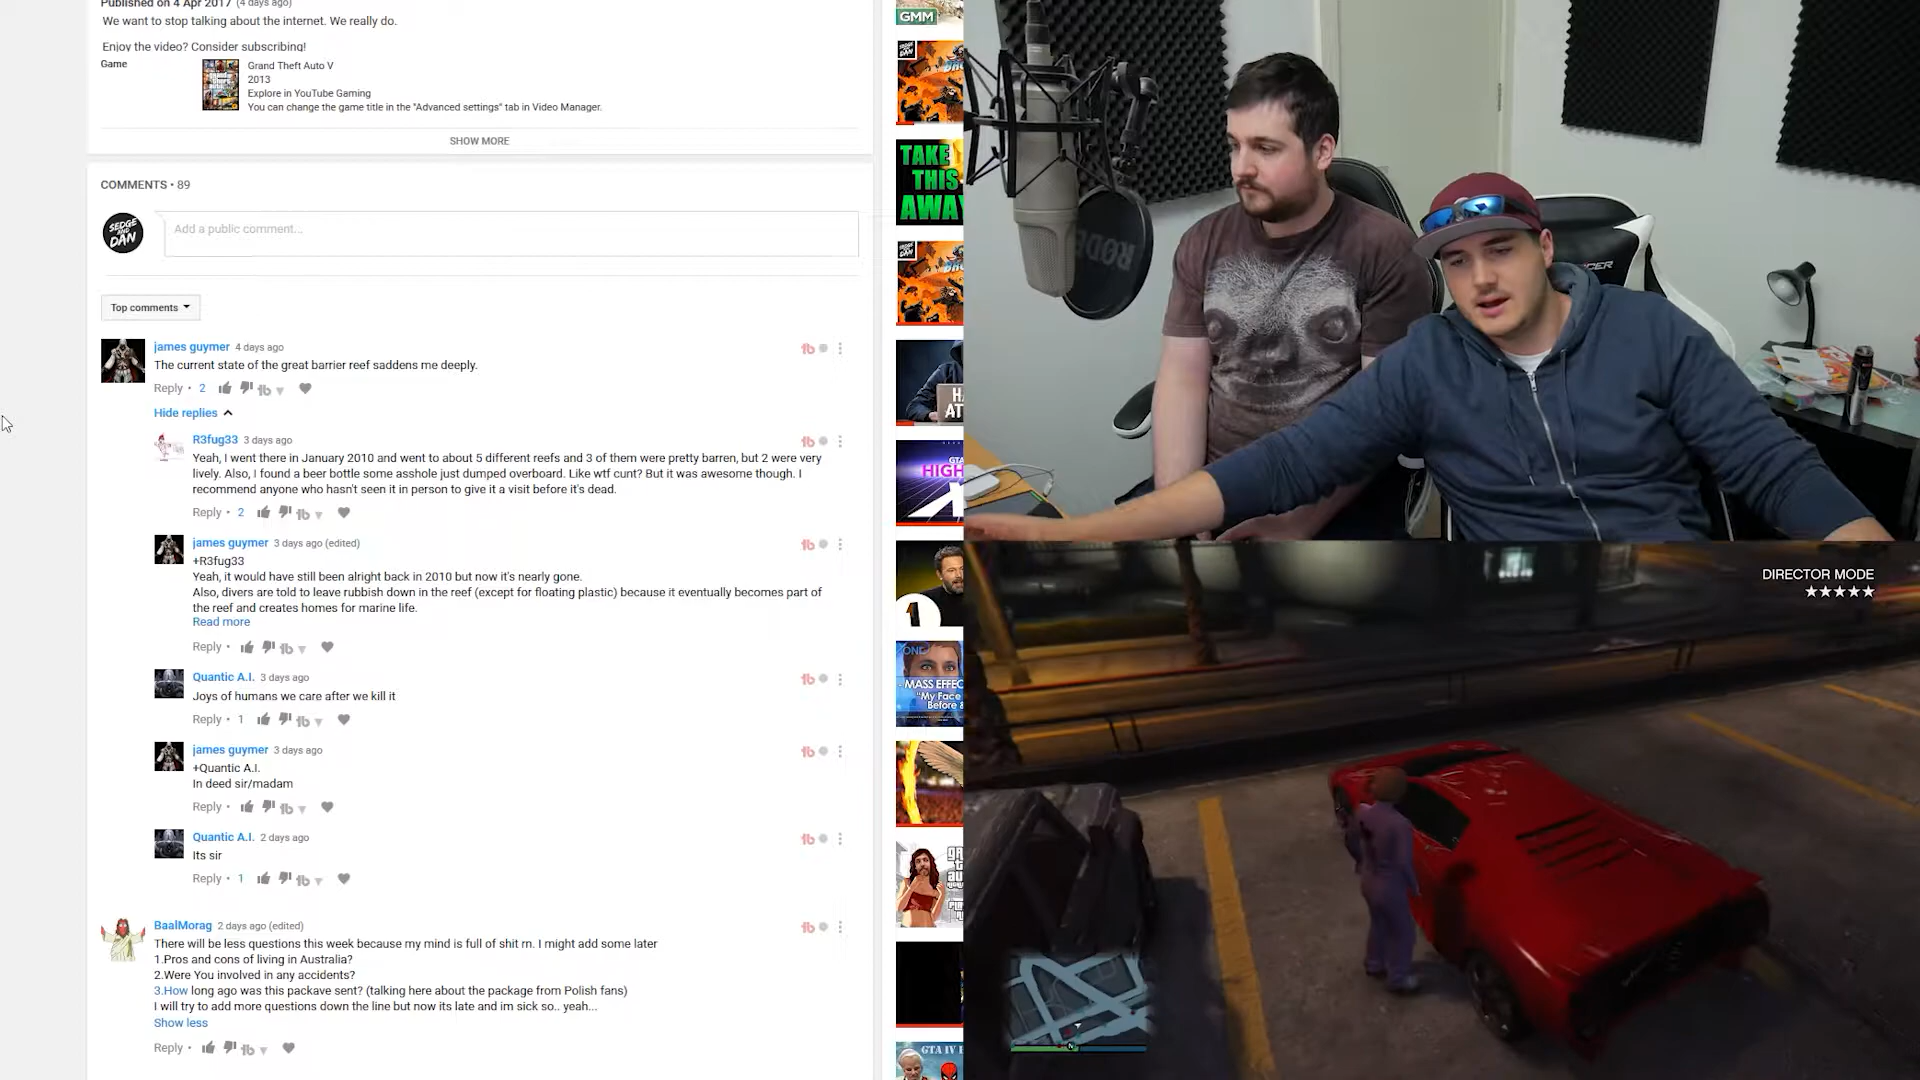 Published on 4 Apr 2017 (4 days ago)
We want to stop talking about the internet. We really do.
Enjoy the video? Consider subscribing!
Game
Grand Theft Auto V
2013
Explore in YouTube Gaming
You can change the game title in the "Advanced settings" tab in Video Manager.
SHOW MORE
COMMENTS • 89
SEDGE AND DAN
Add a public comment...
Top comments
james guymer 4 days ago
The current state of the great barrier reef saddens me deeply.
Reply • 2
Hide replies
R3fug33 3 days ago
Yeah, I went there in January 2010 and went to about 5 different reefs and 3 of them were pretty barren, but 2 were very
lively. Also, I found a beer bottle some asshole just dumped overboard. Like wtf cunt? But it was awesome though. I
recommend anyone who hasn't seen it in person to give it a visit before it's dead.
Reply • 2
james guymer 3 days ago (edited)
+R3fug33
Yeah, it would have still been alright back in 2010 but now it's nearly gone.
Also, divers are told to leave rubbish down in the reef (except for floating plastic) because it eventually becomes part of
the reef and creates homes for marine life.
Read more
Reply •
Quantic A.I. 3 days ago
Joys of humans we care after we kill it
Reply • 1
james guymer 3 days ago
+Quantic A.I.
In deed sir/madam
Reply •
Quantic A.I. 2 days ago
Its sir
Reply • 1
BaalMorag 2 days ago (edited)
There will be less questions this week because my mind is full of shit rn. I might add some later
1.Pros and cons of living in Australia?
2.Were You involved in any accidents?
3.How long ago was this packave sent? (talking here about the package from Polish fans)
I will try to add more questions down the line but now its late and im sick so.. yeah...
Show less
Reply •
GMM
TAKE
THIS
AWAY
HIGH
1
MASS EFFEC
"My Face
Before &
GTA IV
RØDE
DIRECTOR MODE
N